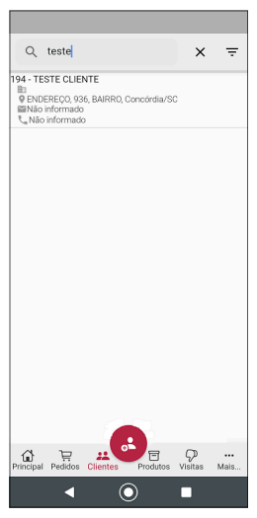 teste
194 - TESTE CLIENTE
ENDEREÇO, 936, BAIRRO, Concórdia/SC
Não informado
Não informado
Principal Pedidos Clientes Produtos Visitas Mais...